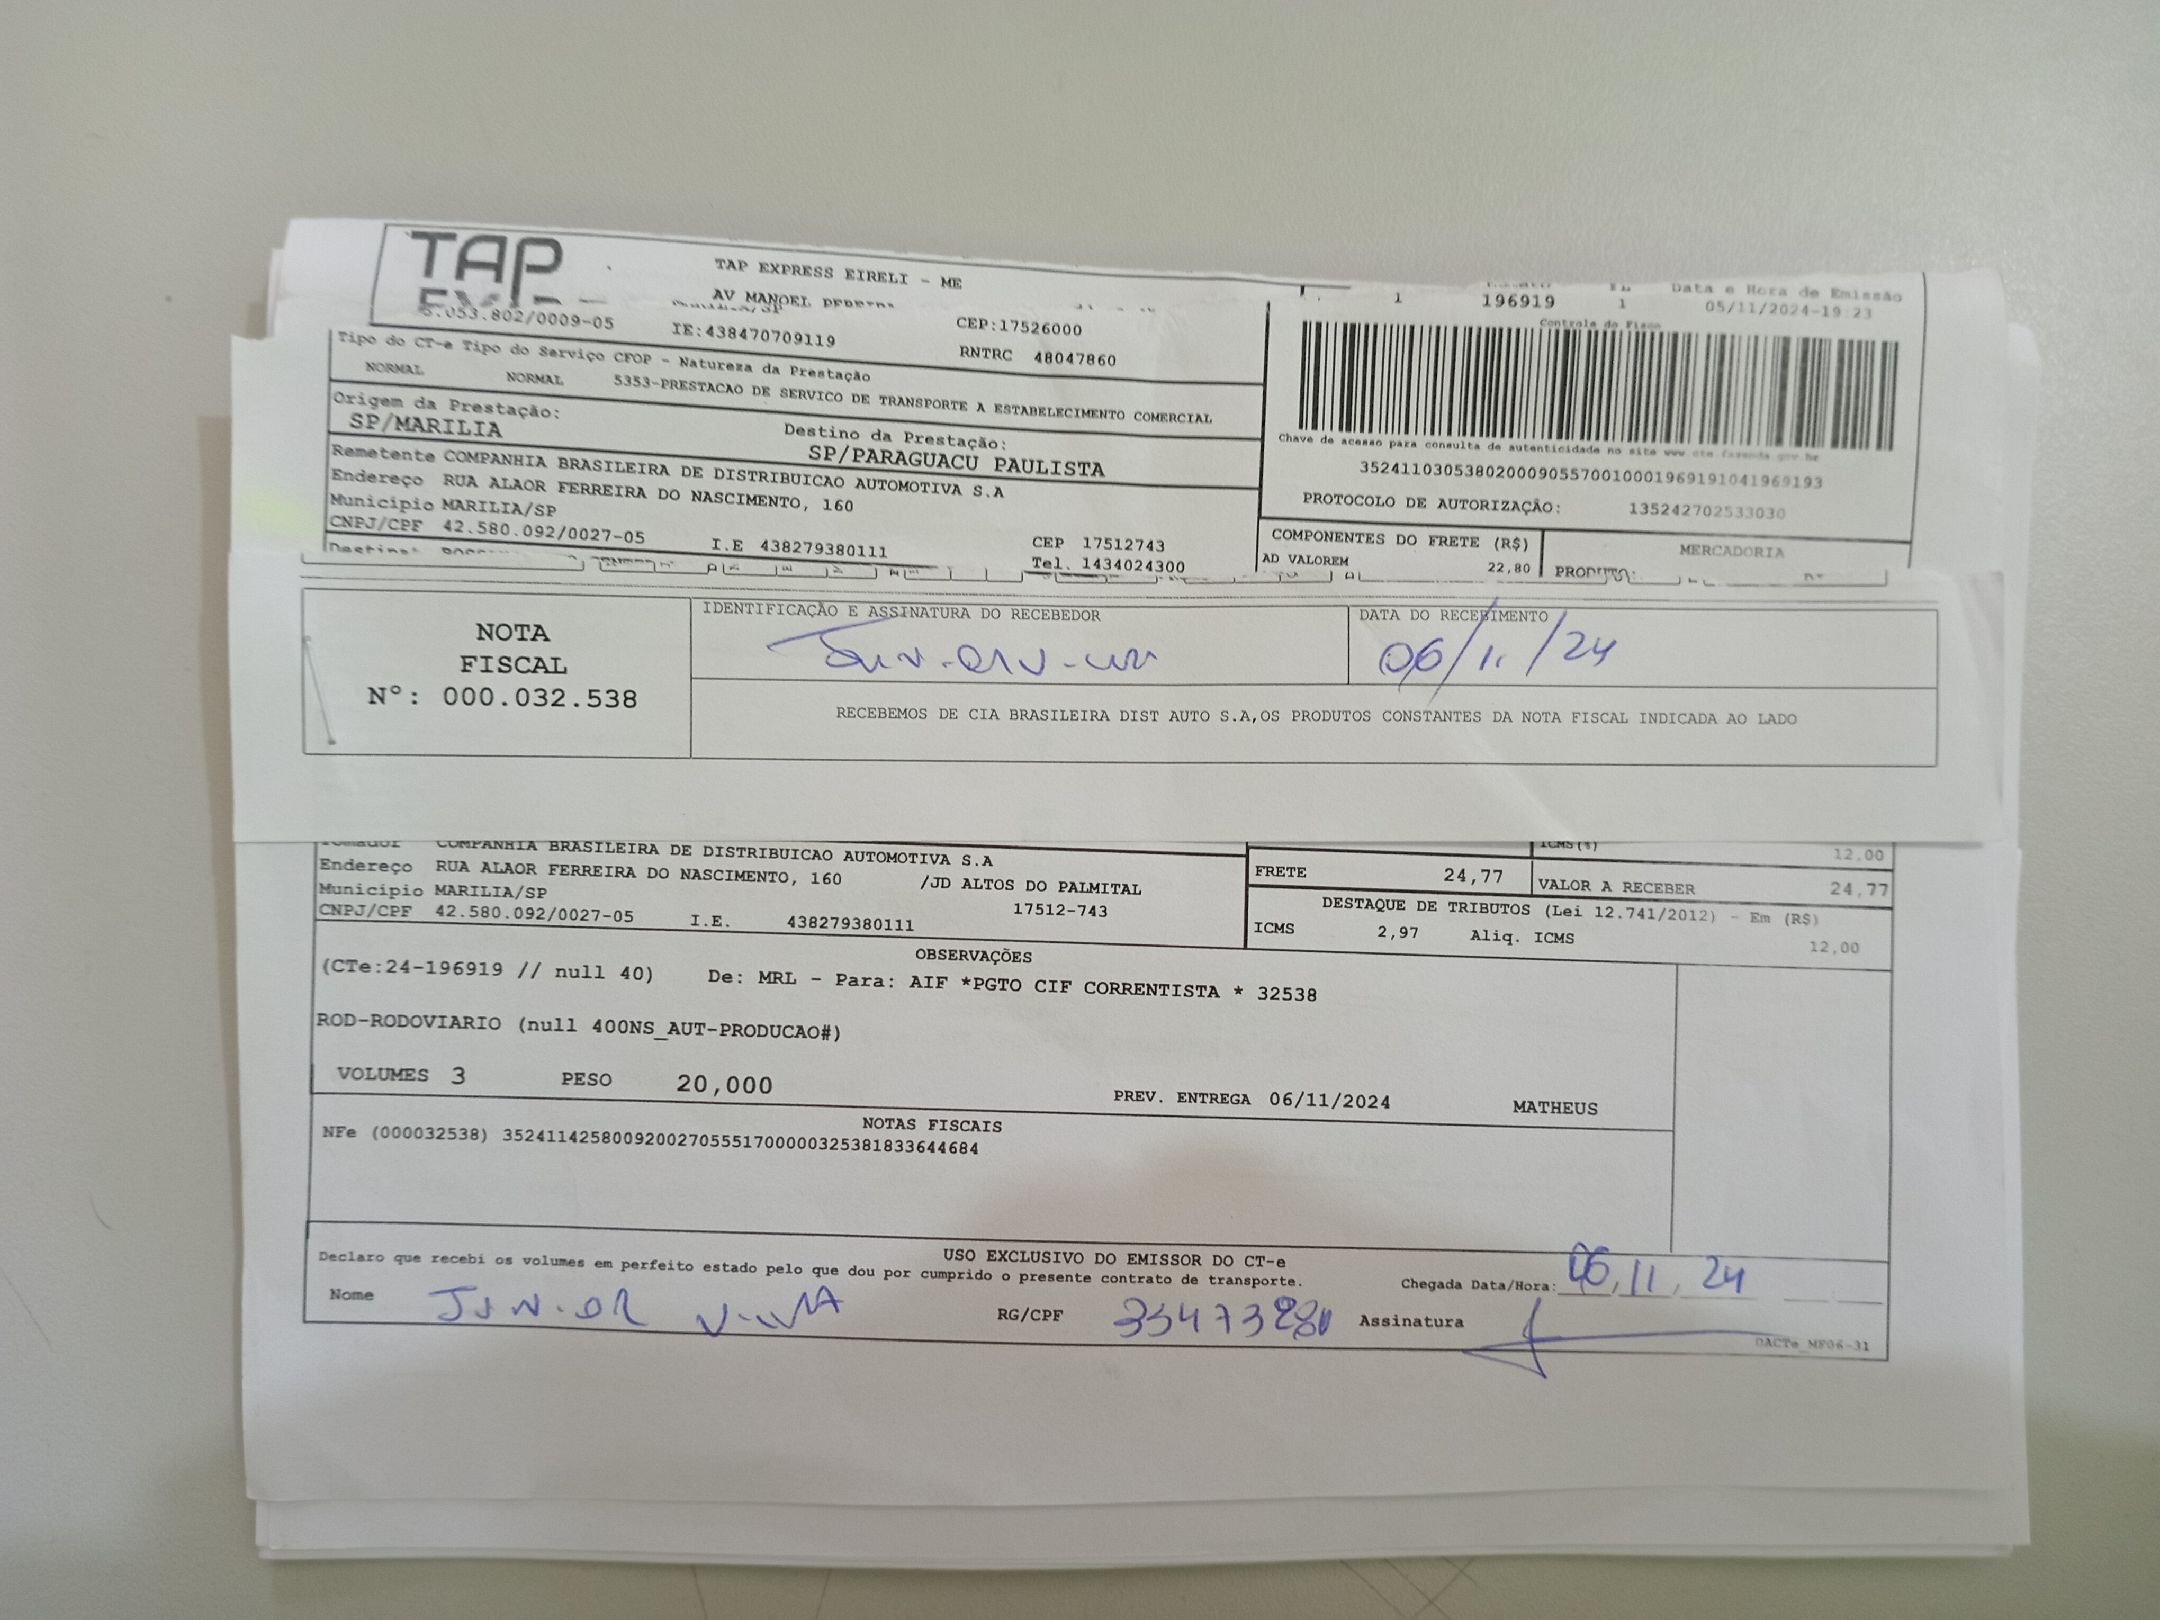 TAP
TAP EXPRESS EIRELI - ME
AV MANOEL
1 196919 1 Data e Hora de Emissão
05/11/2024-19:23
.053.802/0009-05 IE:438470709119 CEP:17526000
RNTRC 48047860
Controle do Fisco
Tipo do CT-e Tipo do Serviço CFOP - Natureza da Prestação
NORMAL NORMAL 5353-PRESTACAO DE SERVICO DE TRANSPORTE A ESTABELECIMENTO COMERCIAL
Origem da Prestação: Destino da Prestação:
SP/MARILIA SP/PARAGUACU PAULISTA
Chave de acesso para consulta de autenticidade no site www.cte.fazenda.gov.br
35241103053802000905570010001969191041969193
PROTOCOLO DE AUTORIZAÇÃO: 135242702533030
Remetente COMPANHIA BRASILEIRA DE DISTRIBUICAO AUTOMOTIVA S.A
Endereço RUA ALAOR FERREIRA DO NASCIMENTO, 160
Município MARILIA/SP CEP 17512743
CNPJ/CPF 42.580.092/0027-05 I.E 438279380111 Tel. 1434024300
COMPONENTES DO FRETE (R$) MERCADORIA
AD VALOREM 22,80 PRODUTO:
NOTA
FISCAL
Nº: 000.032.538
IDENTIFICAÇÃO E ASSINATURA DO RECEBEDOR
DATA DO RECEBIMENTO
06/11/24
RECEBEMOS DE CIA BRASILEIRA DIST AUTO S.A,OS PRODUTOS CONSTANTES DA NOTA FISCAL INDICADA AO LADO
Tomador COMPANHIA BRASILEIRA DE DISTRIBUICAO AUTOMOTIVA S.A
Endereço RUA ALAOR FERREIRA DO NASCIMENTO, 160 /JD ALTOS DO PALMITAL
Município MARILIA/SP 17512-743
CNPJ/CPF 42.580.092/0027-05 I.E. 438279380111
ICMS(%) 12,00
FRETE 24,77 VALOR A RECEBER 24,77
DESTAQUE DE TRIBUTOS (Lei 12.741/2012) - Em (R$)
ICMS 2,97 Aliq. ICMS 12,00
OBSERVAÇÕES
(CTe:24-196919 // null 40) De: MRL - Para: AIF *PGTO CIF CORRENTISTA * 32538
ROD-RODOVIARIO (null 400NS_AUT-PRODUCAO#)
VOLUMES 3 PESO 20,000 PREV. ENTREGA 06/11/2024 MATHEUS
NOTAS FISCAIS
NFe (000032538) 35241142580092002705551700000325381833644684
USO EXCLUSIVO DO EMISSOR DO CT-e
Declaro que recebi os volumes em perfeito estado pelo que dou por cumprido o presente contrato de transporte.
Chegada Data/Hora: 06, 11, 24
Nome JUNIOR RG/CPF Assinatura
DACTe_MF06-31